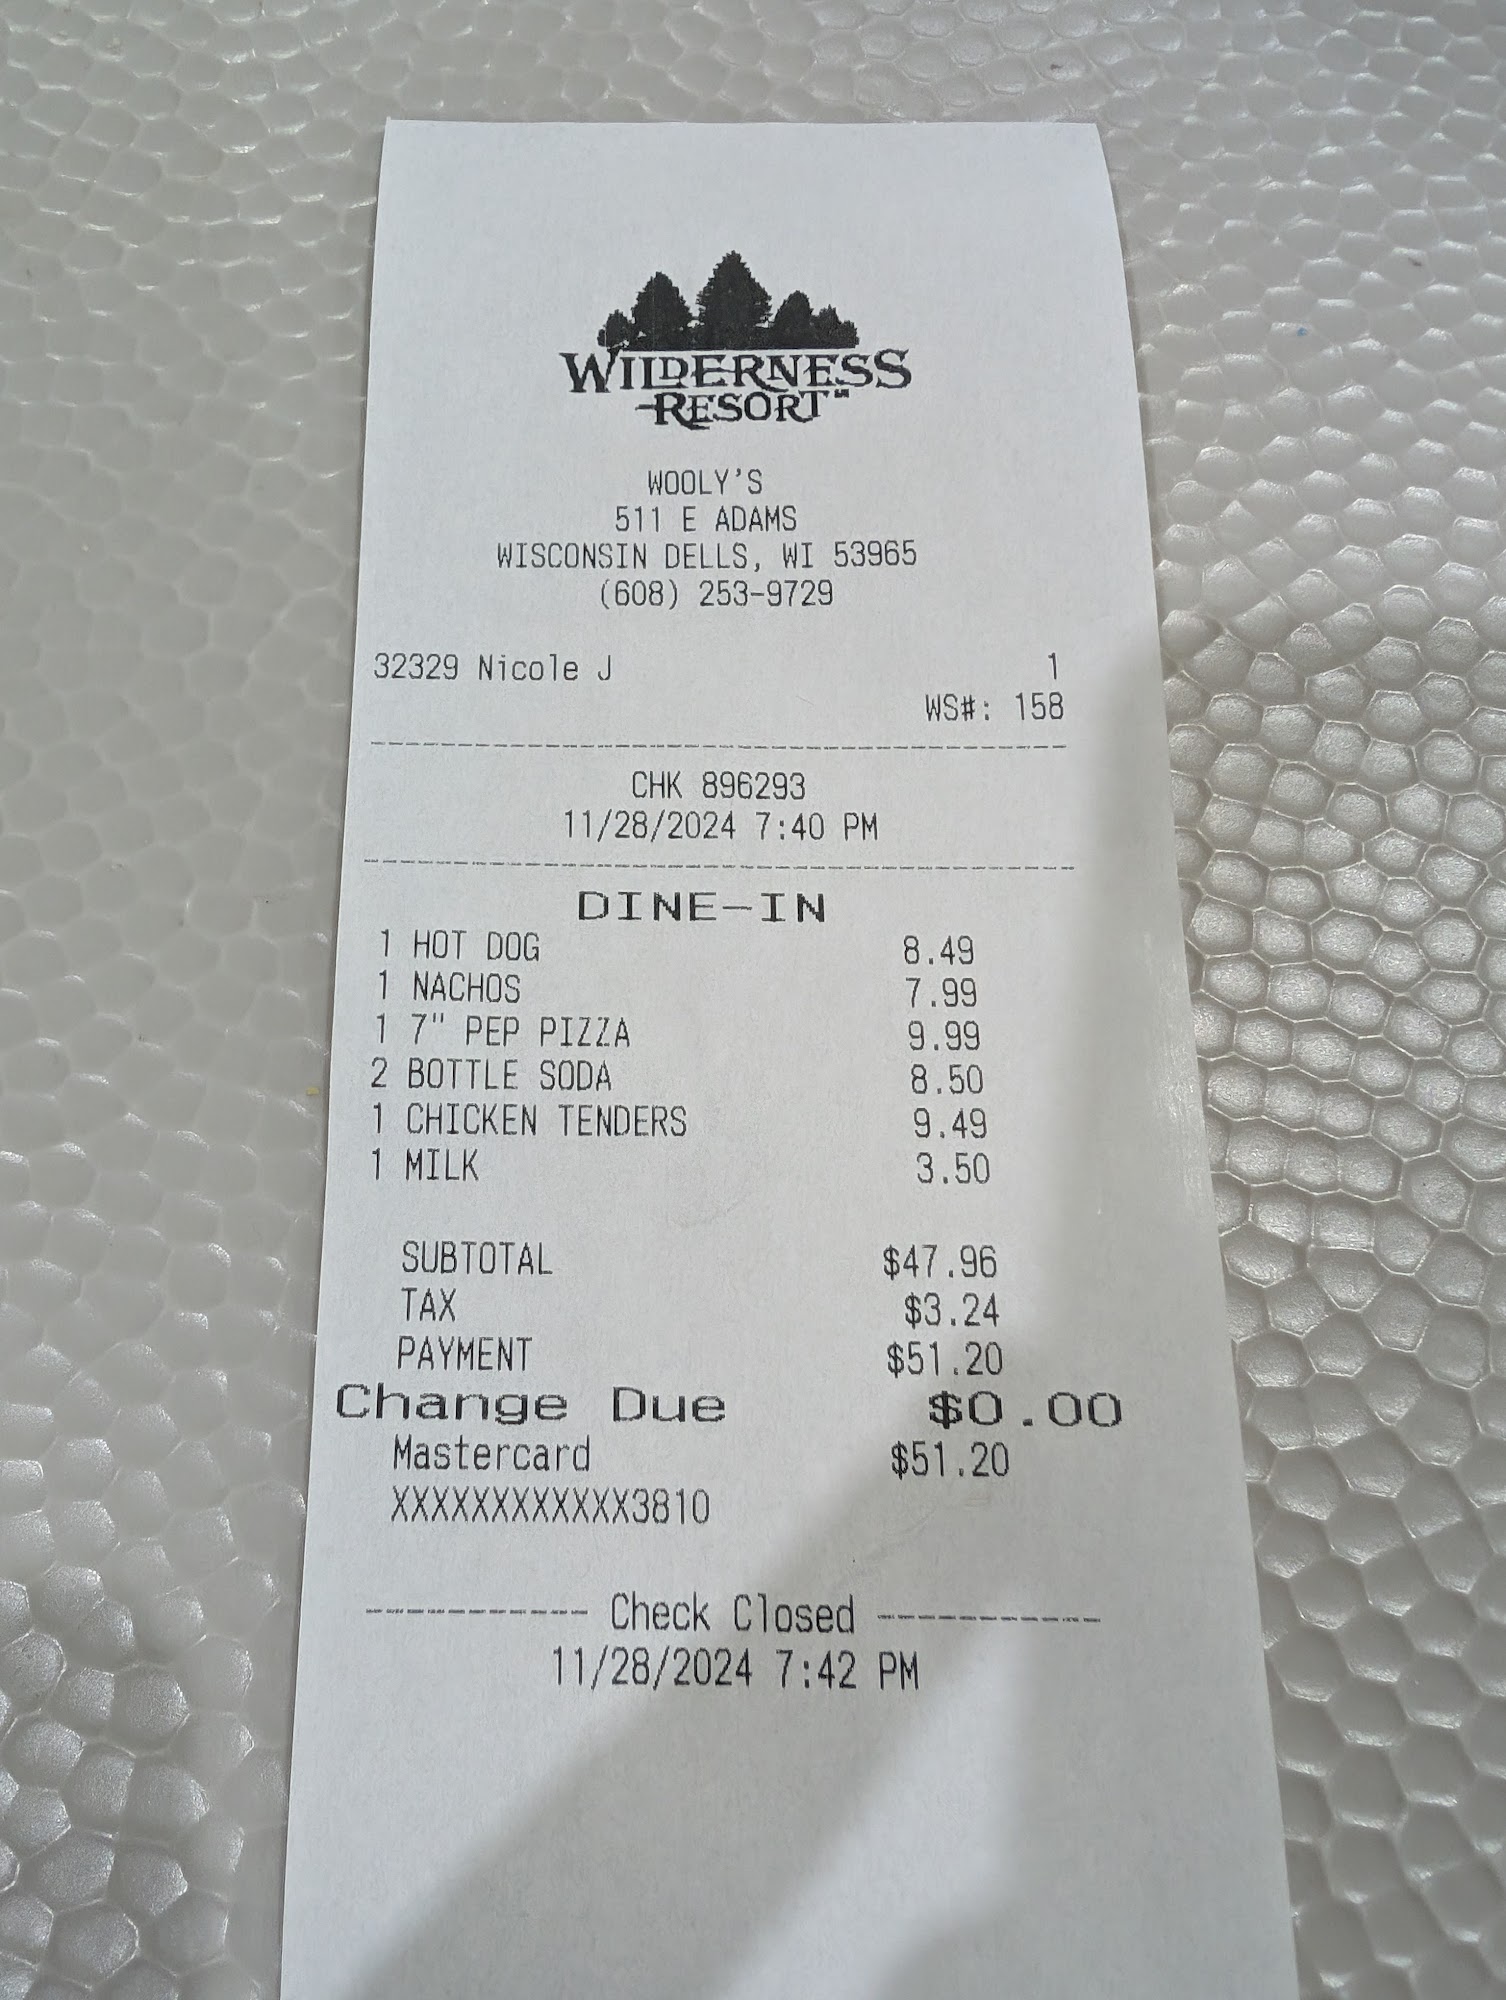 WILDERNESS
RESORT
WOOLY'S
511 E ADAMS
WISCONSIN DELLS, WI 53965
(608) 253-9729
32329 Nicole J 1
WS#: 158
CHK 896293
11/28/2024 7:40 PM
DINE-IN
1 HOT DOG 8.49
1 NACHOS 7.99
1 7" PEP PIZZA 9.99
2 BOTTLE SODA 8.50
1 CHICKEN TENDERS 9.49
1 MILK 3.50
SUBTOTAL $47.96
TAX $3.24
PAYMENT $51.20
Change Due $0.00
Mastercard $51.20
XXXXXXXXXXXX3810
Check Closed
11/28/2024 7:42 PM